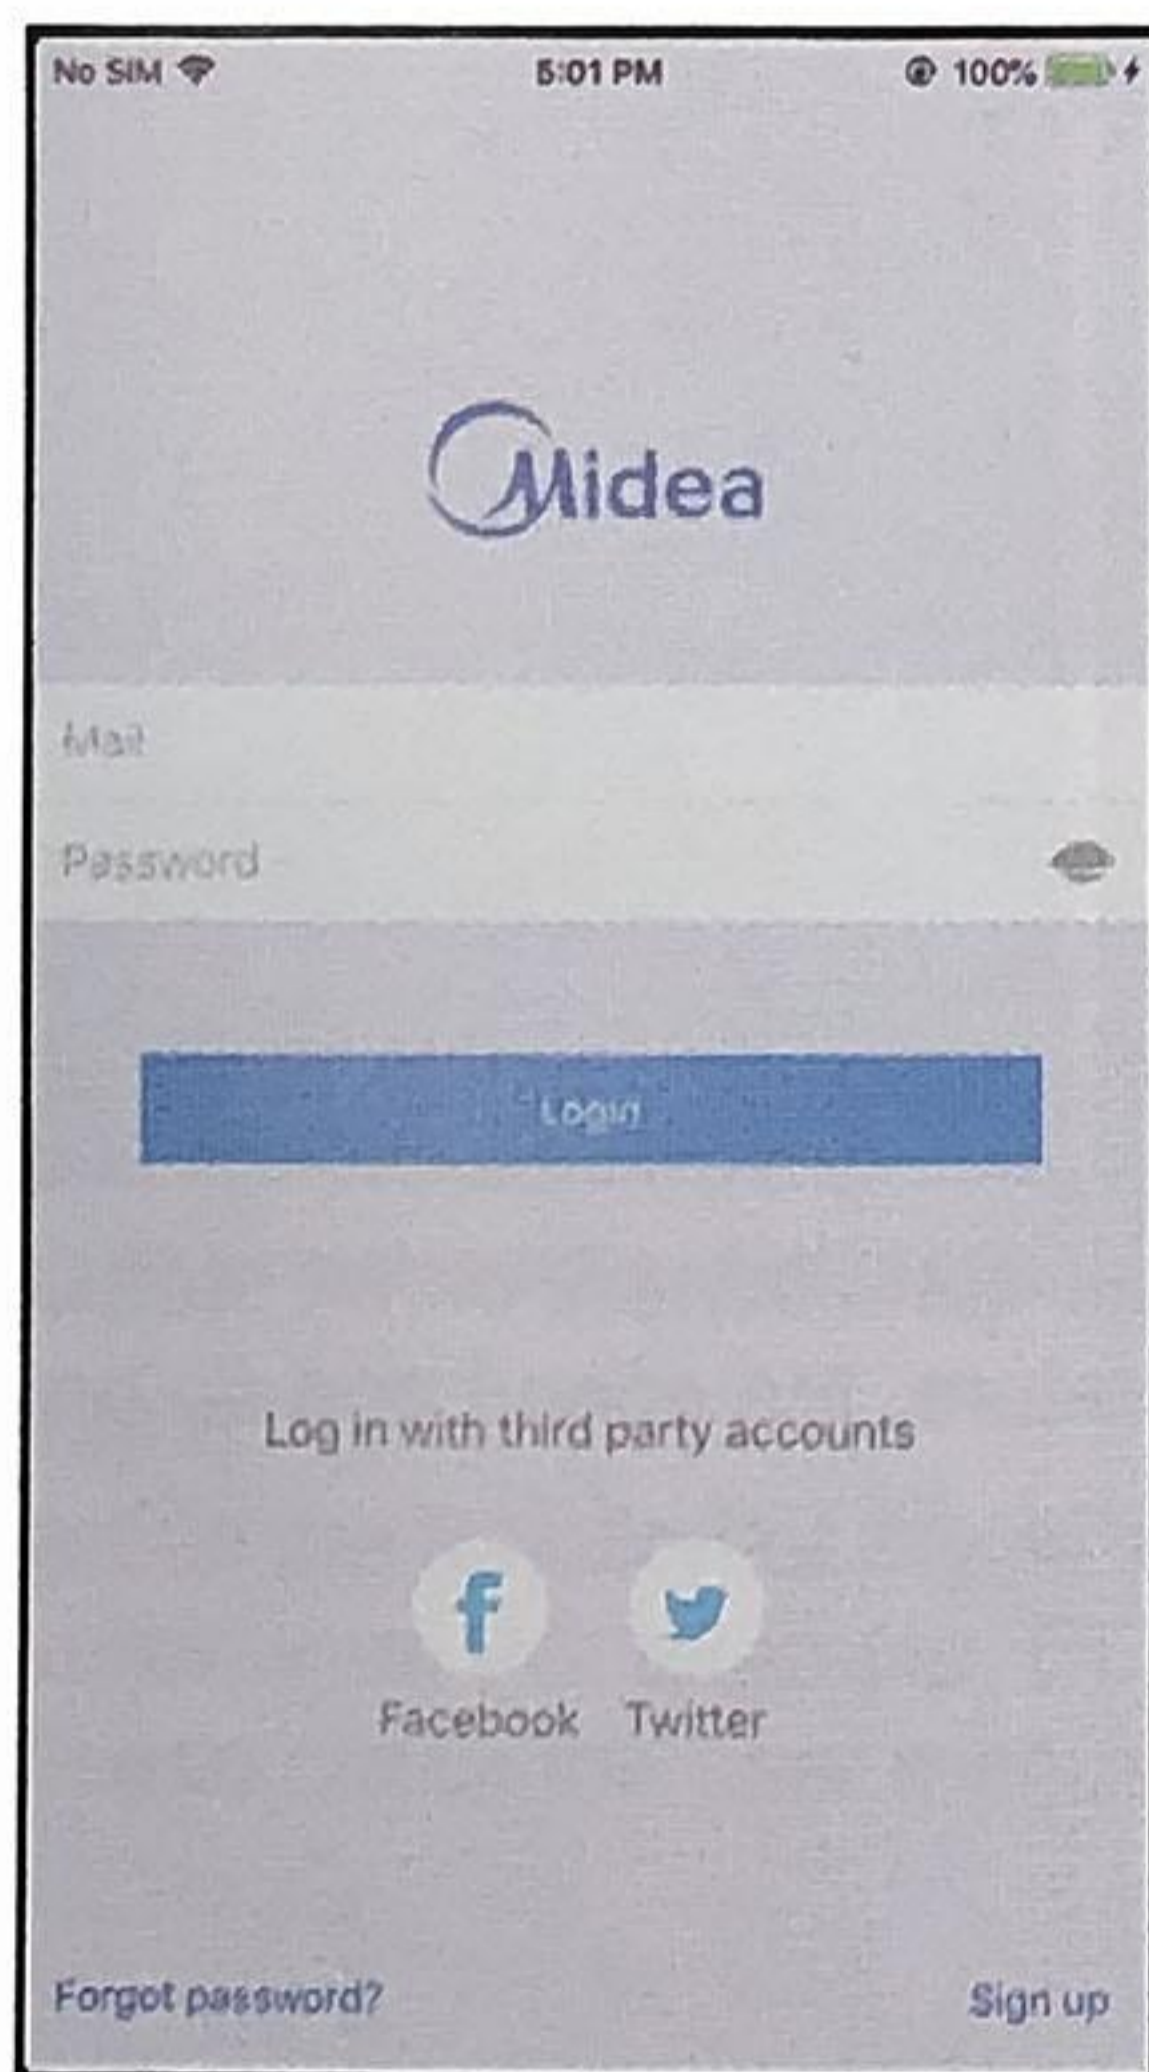 No SIM 5:01 PM 100%
Midea
Mail
Password
Login
Log in with third party accounts
Facebook Twitter
Forgot password? Sign up